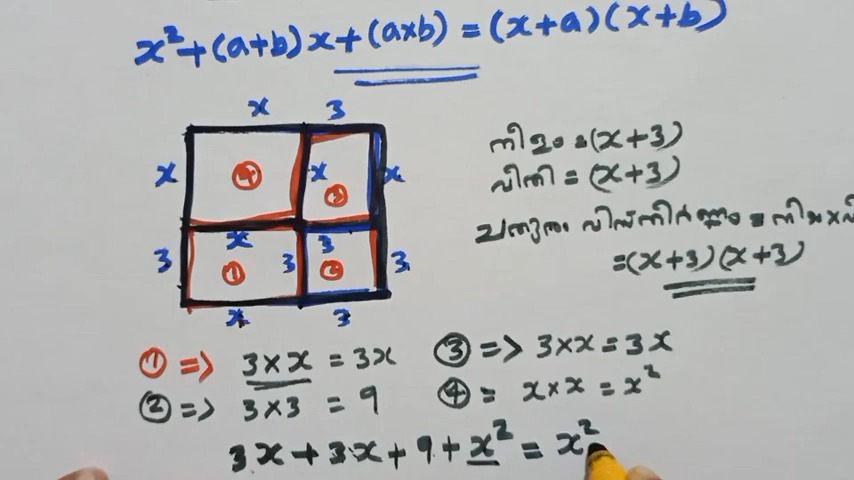 x² + (a+b)x + (a×b) = (x+a)(x+b)
x 3
x ④ x ③ x
x 3
3 ① 3 ② 3
x 3
നീളം = (x+3)
വീതി = (x+3)
വിസ്തീർണ്ണം =
= (x+3)(x+3)
① => 3×x = 3x
② => 3×3 = 9
③ => 3×x = 3x
④ = x×x = x²
3x + 3x + 9 + x² = x²